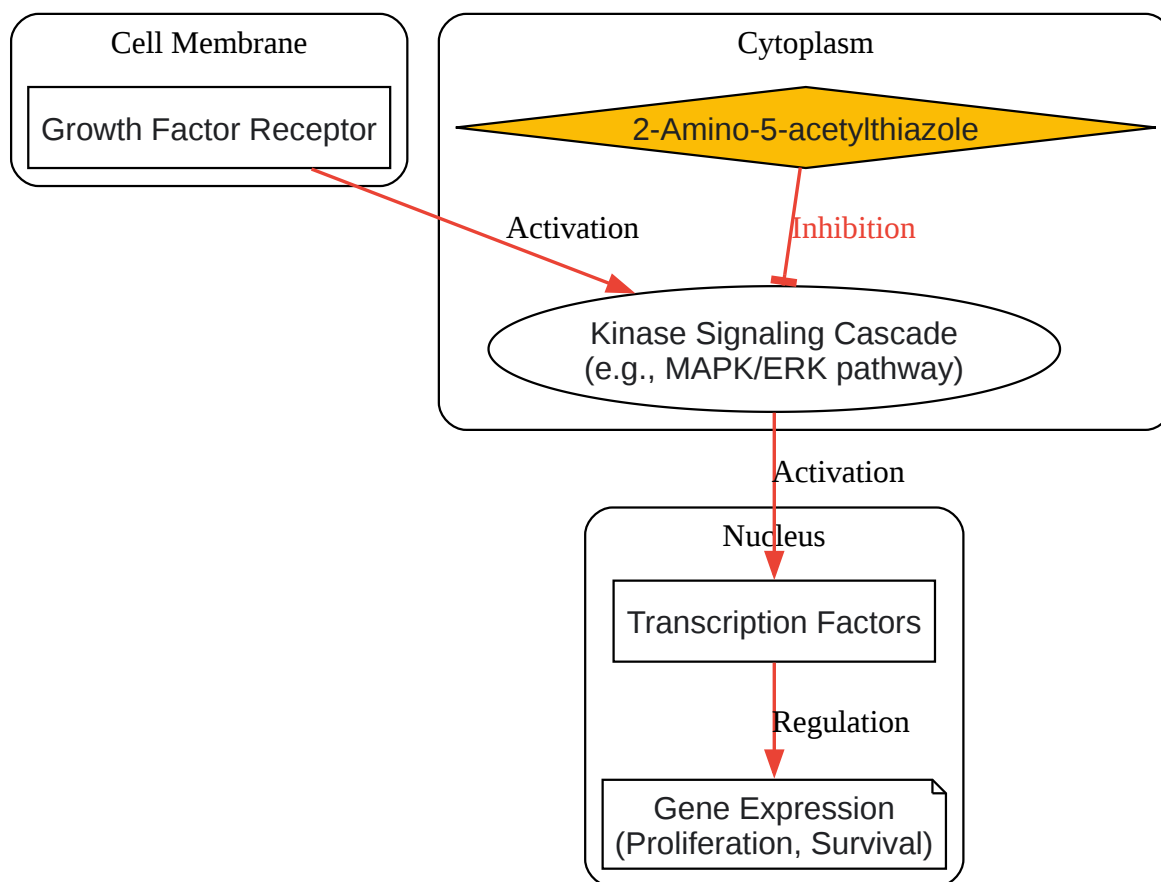 Cell Membrane
Growth Factor Receptor
Cytoplasm
2-Amino-5-acetylthiazole
Activation
Inhibition
Kinase Signaling Cascade
(e.g., MAPK/ERK pathway)
Activation
Nucleus
Transcription Factors
Regulation
Gene Expression
(Proliferation, Survival)